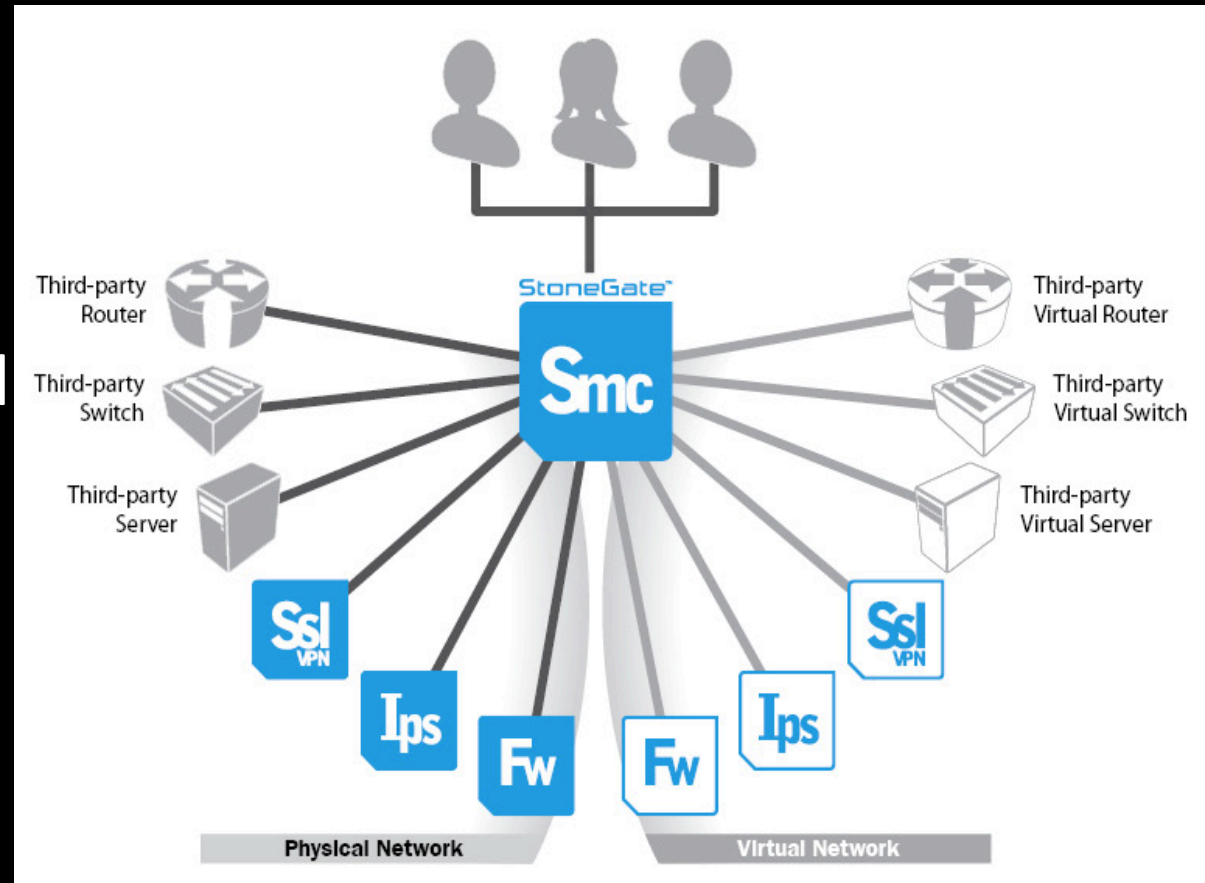 StoneGate™
Smc
Third-party
Router
Third-party
Virtual Router
Third-party
Switch
Third-party
Virtual Switch
Third-party
Server
Third-party
Virtual Server
Ssl
VPN
Ssl
VPN
Ips
Ips
Fw
Fw
Physical Network
Virtual Network